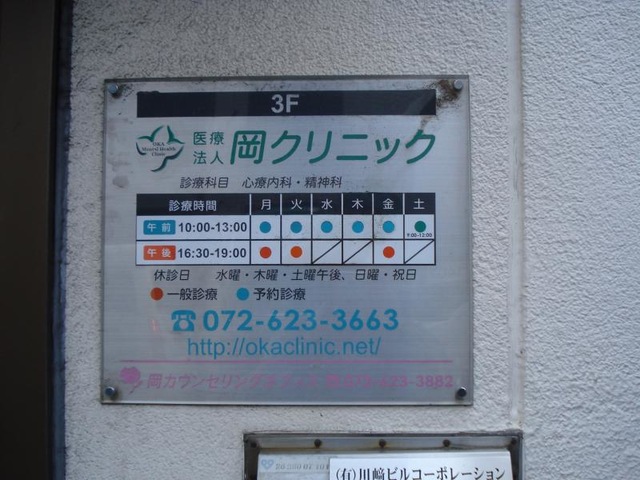 3F
OKA
Mental Health
Clinic
医療
法人 岡クリニック
診療科目 心療内科・精神科
診療時間 月 火 水 木 金 土
午前 10:00-13:00 9:00-12:00
午後 16:30-19:00
休診日 水曜・木曜・土曜午後、日曜・祝日
一般診療 予約診療
☎072-623-3663
http://okaclinic.net/
岡カウンセリングオフィス 623-3882
(有)川﨑ビルコーポレーション